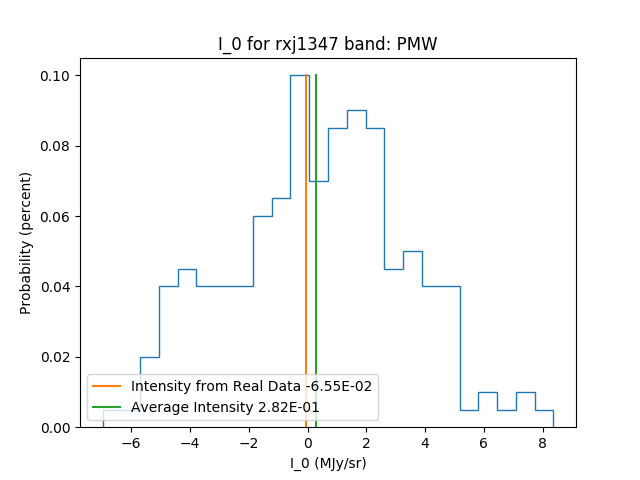 I_0 for rxj1347 band: PMW
0.10
0.08
0.06
0.04
0.02
0.00
Probability (percent)
Intensity from Real Data -6.55E-02
Average Intensity 2.82E-01
−6 −4 −2 0 2 4 6 8
I_0 (MJy/sr)